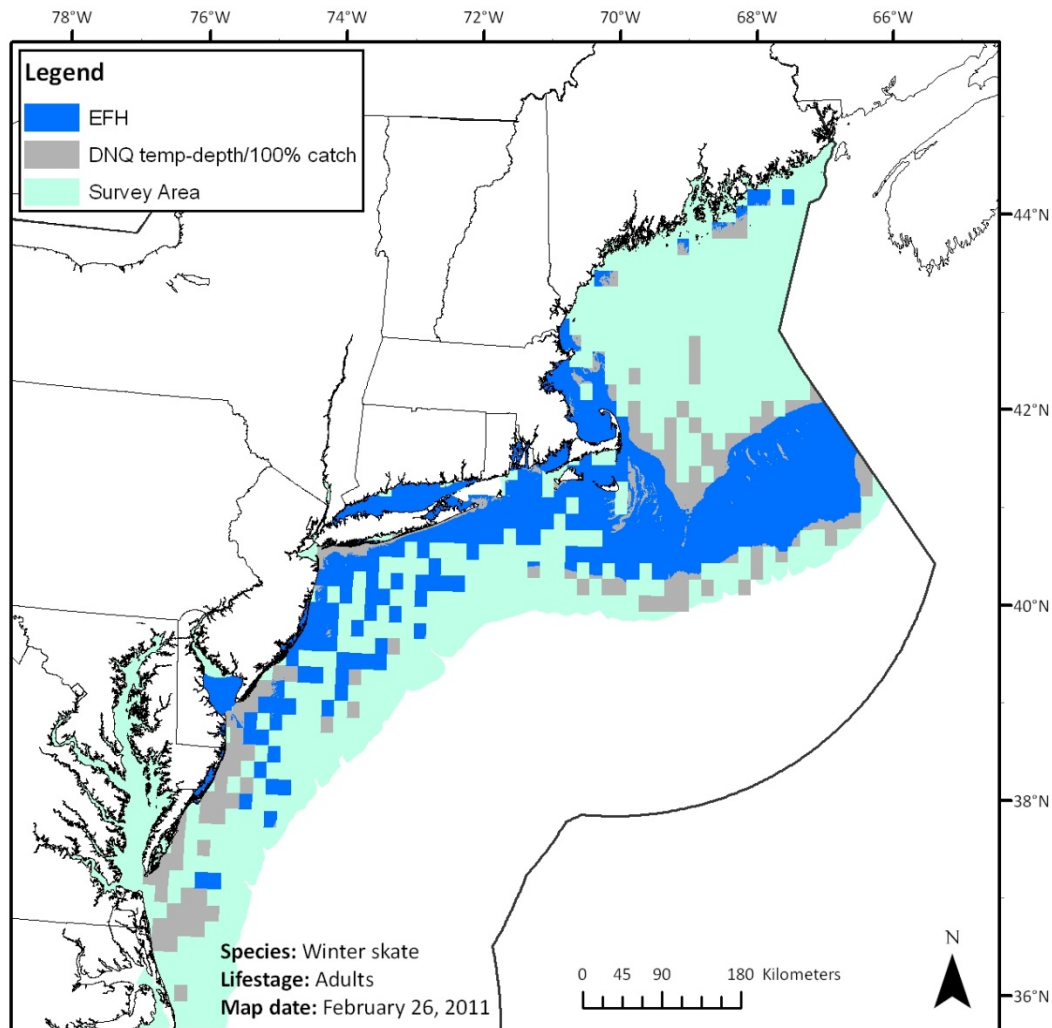 78°W 76°W 74°W 72°W 70°W 68°W 66°W
Legend
EFH
DNQ temp-depth/100% catch
Survey Area
44°N
42°N
40°N
38°N
36°N
Species: Winter skate
Lifestage: Adults
Map date: February 26, 2011
0 45 90 180 Kilometers
N